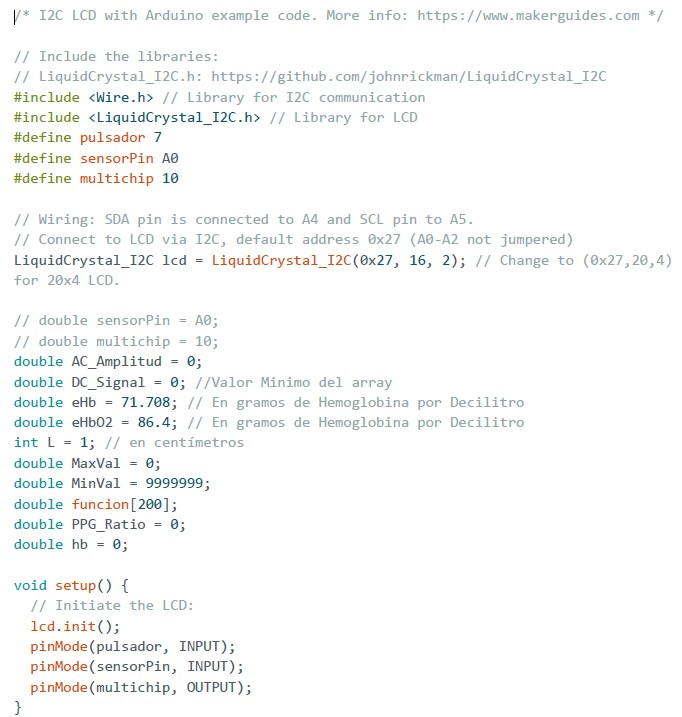 /* I2C LCD with Arduino example code. More info: https://www.makerguides.com */
// Include the libraries:
// LiquidCrystal_I2C.h: https://github.com/johnrickman/LiquidCrystal_I2C
#include <Wire.h> // Library for I2C communication
#include <LiquidCrystal_I2C.h> // Library for LCD
#define pulsador 7
#define sensorPin A0
#define multichip 10
// Wiring: SDA pin is connected to A4 and SCL pin to A5.
// Connect to LCD via I2C, default address 0x27 (A0-A2 not jumpered)
LiquidCrystal_I2C lcd = LiquidCrystal_I2C(0x27, 16, 2); // Change to (0x27,20,4)
for 20x4 LCD.
// double sensorPin = A0;
// double multichip = 10;
double AC_Amplitud = 0;
double DC_Signal = 0; //Valor Minimo del array
double eHb = 71.708; // En gramos de Hemoglobina por Decilitro
double eHbO2 = 86.4; // En gramos de Hemoglobina por Decilitro
int L = 1; // en centímetros
double MaxVal = 0;
double MinVal = 9999999;
double funcion[200];
double PPG_Ratio = 0;
double hb = 0;
void setup() {
  // Initiate the LCD:
  lcd.init();
  pinMode(pulsador, INPUT);
  pinMode(sensorPin, INPUT);
  pinMode(multichip, OUTPUT);
}